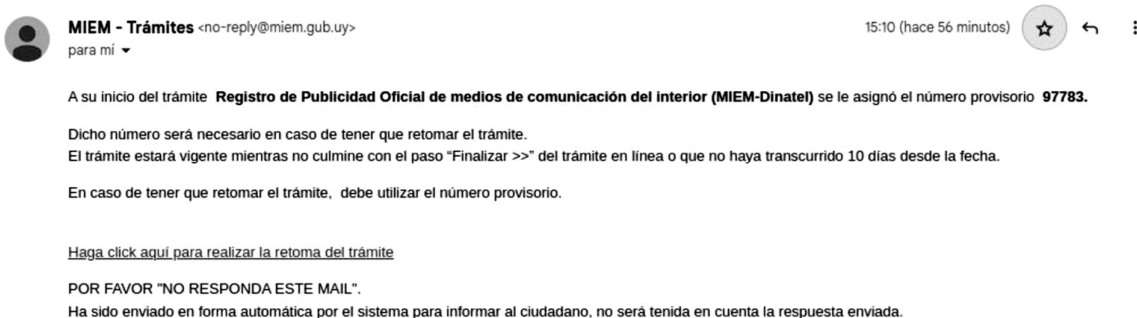 MIEM - Trámites <no-reply@miem.gub.uy> 15:10 (hace 56 minutos)
para mí
A su inicio del trámite Registro de Publicidad Oficial de medios de comunicación del interior (MIEM-Dinatel) se le asignó el número provisorio 97783.
Dicho número será necesario en caso de tener que retomar el trámite.
El trámite estará vigente mientras no culmine con el paso “Finalizar >>” del trámite en línea o que no haya transcurrido 10 días desde la fecha.
En caso de tener que retomar el trámite, debe utilizar el número provisorio.
Haga click aquí para realizar la retoma del trámite
POR FAVOR "NO RESPONDA ESTE MAIL".
Ha sido enviado en forma automática por el sistema para informar al ciudadano, no será tenida en cuenta la respuesta enviada.